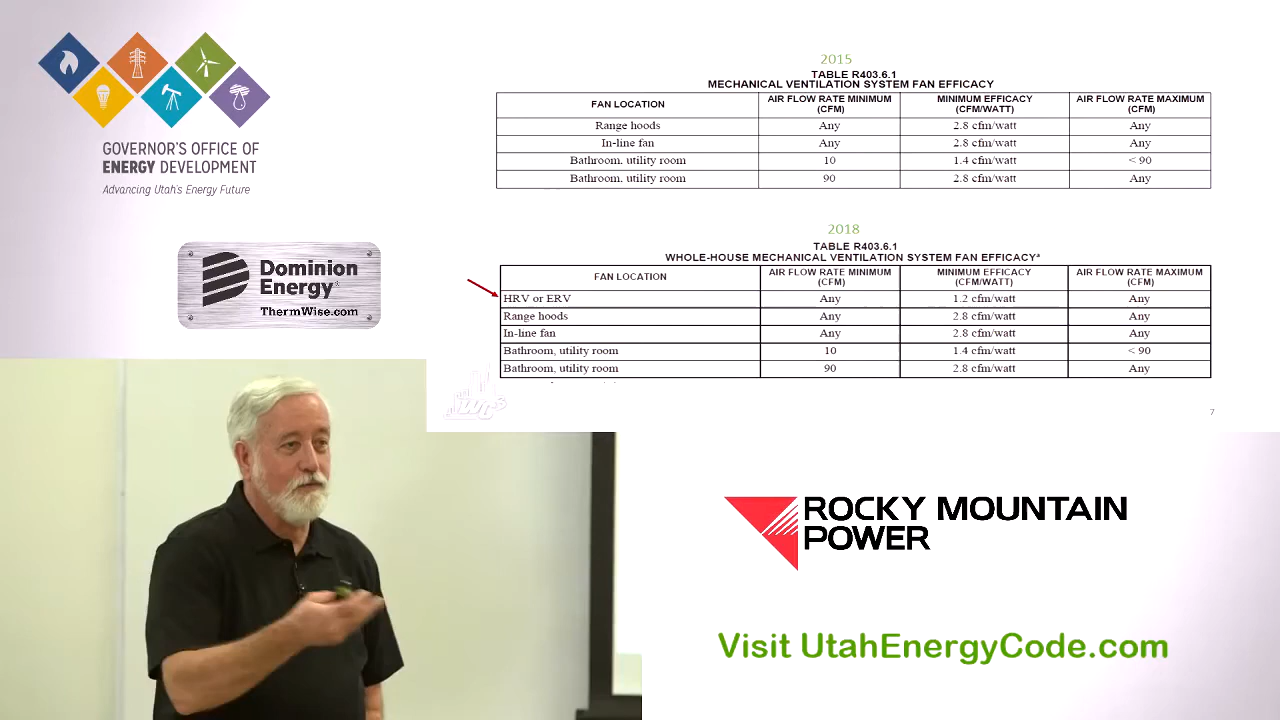 GOVERNOR'S OFFICE OF
ENERGY DEVELOPMENT
Advancing Utah's Energy Future
Dominion
Energy®
ThermWise.com
2015
TABLE R403.6.1
MECHANICAL VENTILATION SYSTEM FAN EFFICACY
FAN LOCATION AIR FLOW RATE MINIMUM (CFM) MINIMUM EFFICACY (CFM/WATT) AIR FLOW RATE MAXIMUM (CFM)
Range hoods Any 2.8 cfm/watt Any
In-line fan Any 2.8 cfm/watt Any
Bathroom, utility room 10 1.4 cfm/watt < 90
Bathroom, utility room 90 2.8 cfm/watt Any
2018
TABLE R403.6.1
WHOLE-HOUSE MECHANICAL VENTILATION SYSTEM FAN EFFICACYa
FAN LOCATION AIR FLOW RATE MINIMUM (CFM) MINIMUM EFFICACY (CFM/WATT) AIR FLOW RATE MAXIMUM (CFM)
HRV or ERV Any 1.2 cfm/watt Any
Range hoods Any 2.8 cfm/watt Any
In-line fan Any 2.8 cfm/watt Any
Bathroom, utility room 10 1.4 cfm/watt < 90
Bathroom, utility room 90 2.8 cfm/watt Any
7
ROCKY MOUNTAIN
POWER
Visit UtahEnergyCode.com